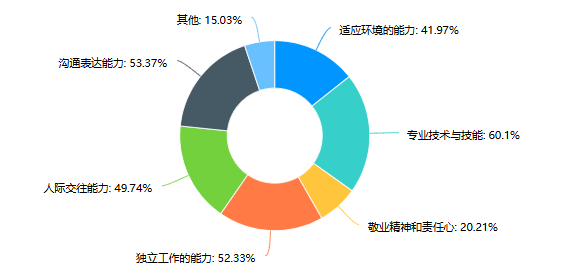 其他: 15.03%
适应环境的能力: 41.97%
沟通表达能力: 53.37%
专业技术与技能: 60.1%
人际交往能力: 49.74%
敬业精神和责任心: 20.21%
独立工作的能力: 52.33%